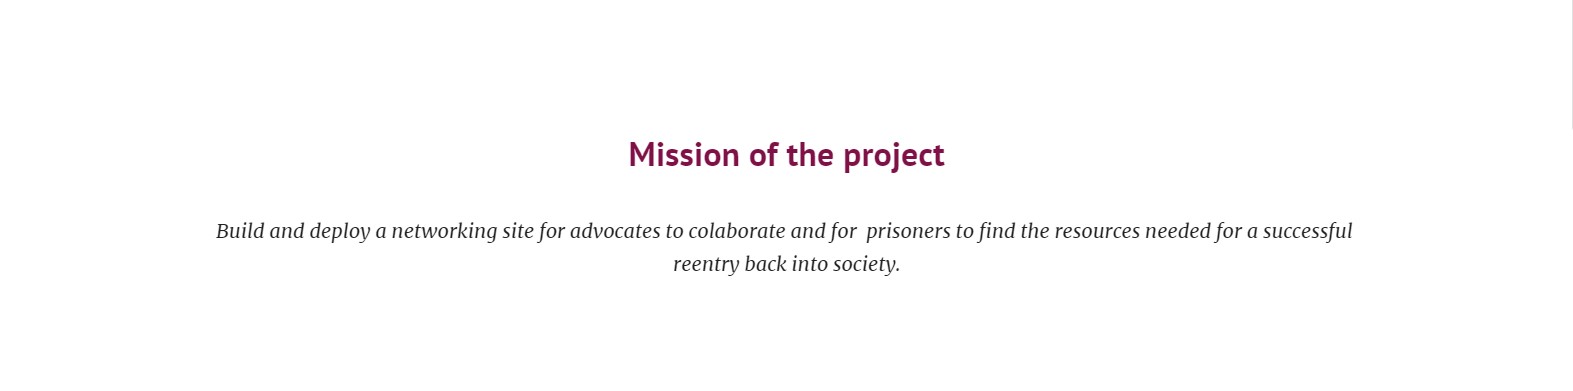 Mission of the project
Build and deploy a networking site for advocates to colaborate and for  prisoners to find the resources needed for a successful
reentry back into society.